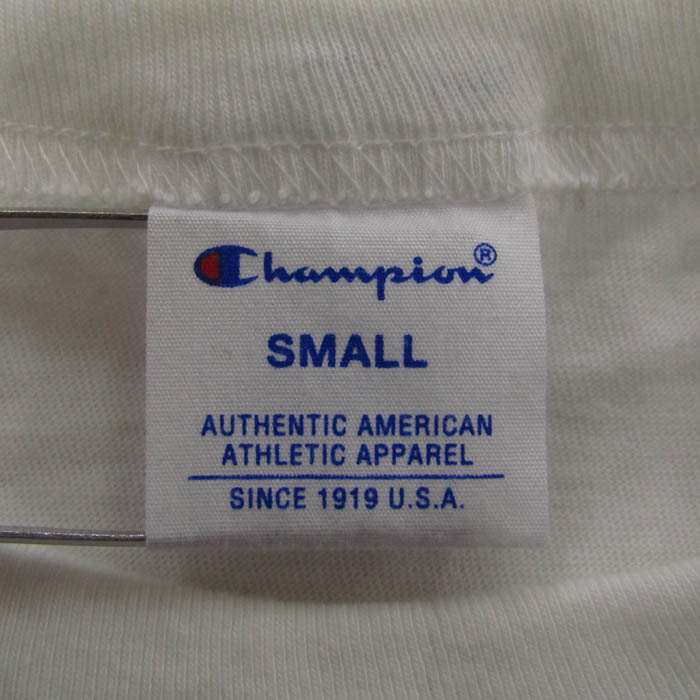 Champion®
SMALL
AUTHENTIC AMERICAN
ATHLETIC APPAREL
SINCE 1919 U.S.A.